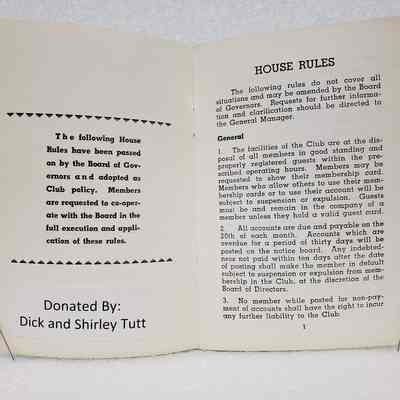 The following House
Rules have been passed
on by the Board of Gov-
ernors and adopted as
Club policy. Members
are requested to co-oper-
ate with the Board in the
full execution and appli-
cation of these rules.
Donated By:
Dick and Shirley Tutt
HOUSE RULES
The following rules do not cover all
situations and may be amended by the Board
of Governors. Requests for further informa-
tion and clarification should be directed to
the General Manager.
General
1. The facilities of the Club are at the dis-
posal of all members in good standing and
properly registered guests within the pre-
scribed operating hours. Members may be
requested to show their membership card.
Members who allow others to use their mem-
bership cards or to use their account will be
subject to suspension or expulsion. Guests
must be and remain in the company of a
member unless they hold a valid guest card.
2. All accounts are due and payable on the
20th of each month. Accounts which are
overdue for a period of thirty days will be
posted on the notice board. Any indebted-
ness not paid within ten days after the date
of posting shall make the member in default
subject to suspension or expulsion from mem-
bership in the Club, at the discretion of the
Board of Directors.
3. No member while posted for non-pay-
ment of accounts shall have the right to incur
any further liability to the Club.
1